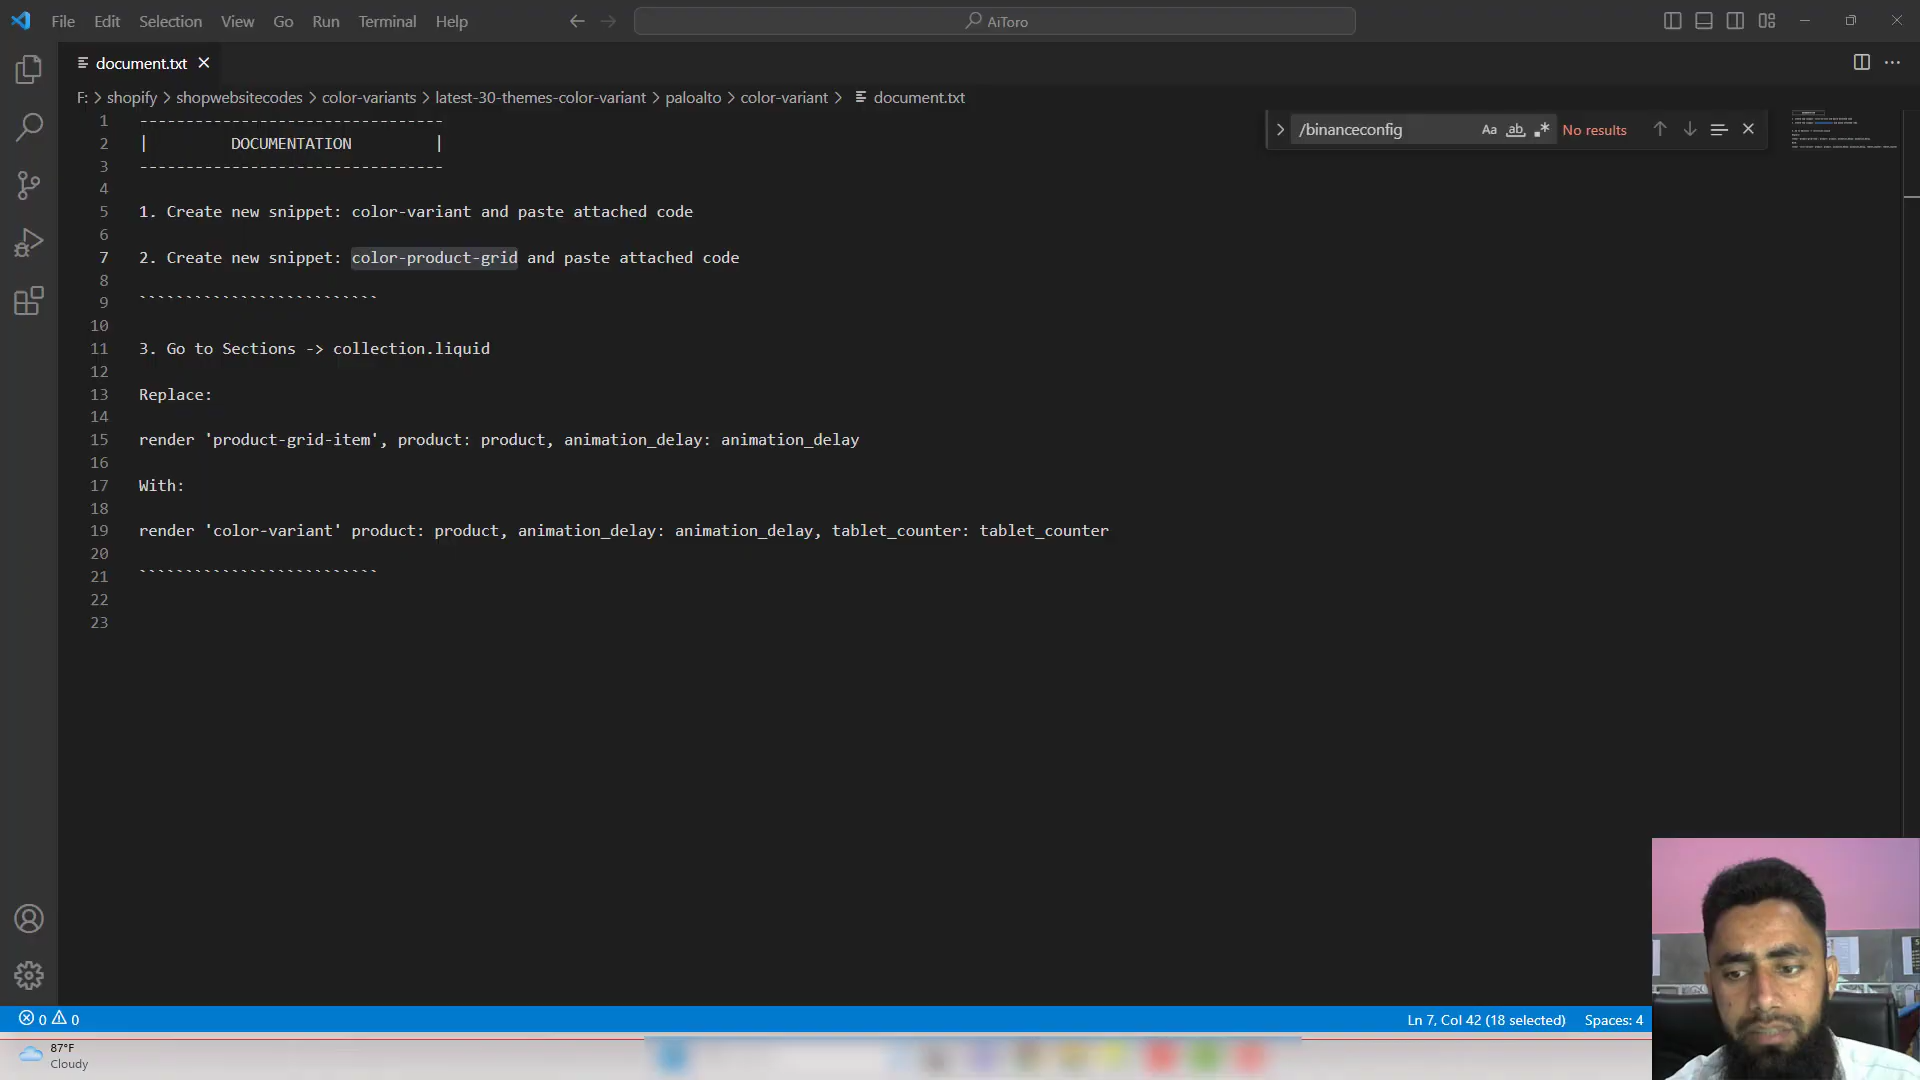 File Edit Selection View Go Run Terminal Help
AiToro
document.txt
F: shopify shopwebsitecodes color-variants latest-30-themes-color-variant paloalto color-variant document.txt
/binanceconfig Aa ab No results
1 ---------------------------------
2 | DOCUMENTATION |
3 ---------------------------------
4
5 1. Create new snippet: color-variant and paste attached code
6
7 2. Create new snippet: color-product-grid and paste attached code
8
9 ``````````````````````````
10
11 3. Go to Sections -> collection.liquid
12
13 Replace:
14
15 render 'product-grid-item', product: product, animation_delay: animation_delay
16
17 With:
18
19 render 'color-variant' product: product, animation_delay: animation_delay, tablet_counter: tablet_counter
20
21 ``````````````````````````
22
23
0 0
Ln 7, Col 42 (18 selected) Spaces: 4
87°F
Cloudy